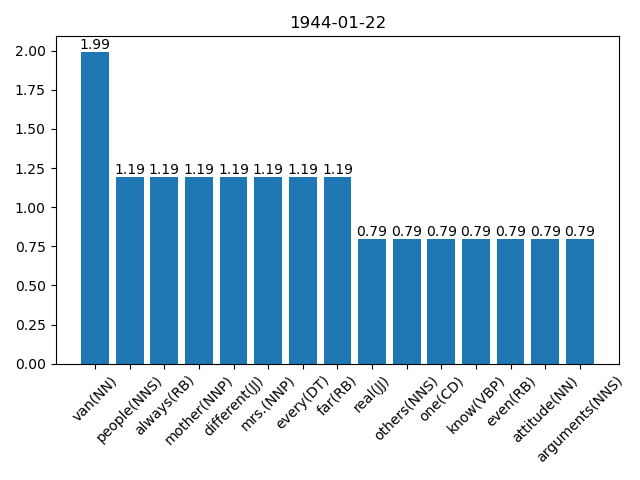 1944-01-22
2.00
1.75
1.50
1.25
1.00
0.75
0.50
0.25
0.00
1.99
1.19 1.19 1.19 1.19 1.19 1.19 1.19
0.79 0.79 0.79 0.79 0.79 0.79 0.79
van(NN)
people(NNS)
always(RB)
mother(NNP)
different(JJ)
mrs.(NNP)
every(DT)
far(RB)
real(JJ)
others(NNS)
one(CD)
know(VBP)
even(RB)
attitude(NN)
arguments(NNS)